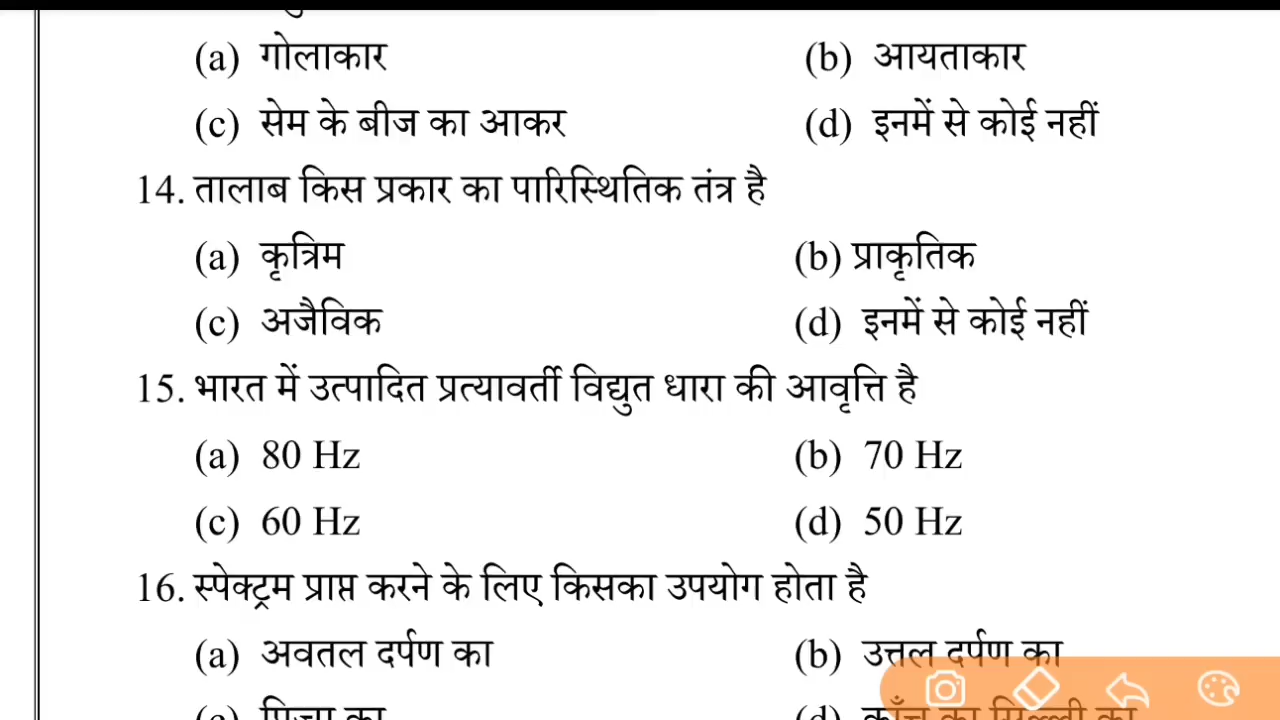 (a) गोलाकार (b) आयताकार
(c) सेम के बीज का आकर (d) इनमें से कोई नहीं
14. तालाब किस प्रकार का पारिस्थितिक तंत्र है
(a) कृत्रिम (b) प्राकृतिक
(c) अजैविक (d) इनमें से कोई नहीं
15. भारत में उत्पादित प्रत्यावर्ती विद्युत धारा की आवृत्ति है
(a) 80 Hz (b) 70 Hz
(c) 60 Hz (d) 50 Hz
16. स्पेक्ट्रम प्राप्त करने के लिए किसका उपयोग होता है
(a) अवतल दर्पण का (b) उत्तल दर्पण का